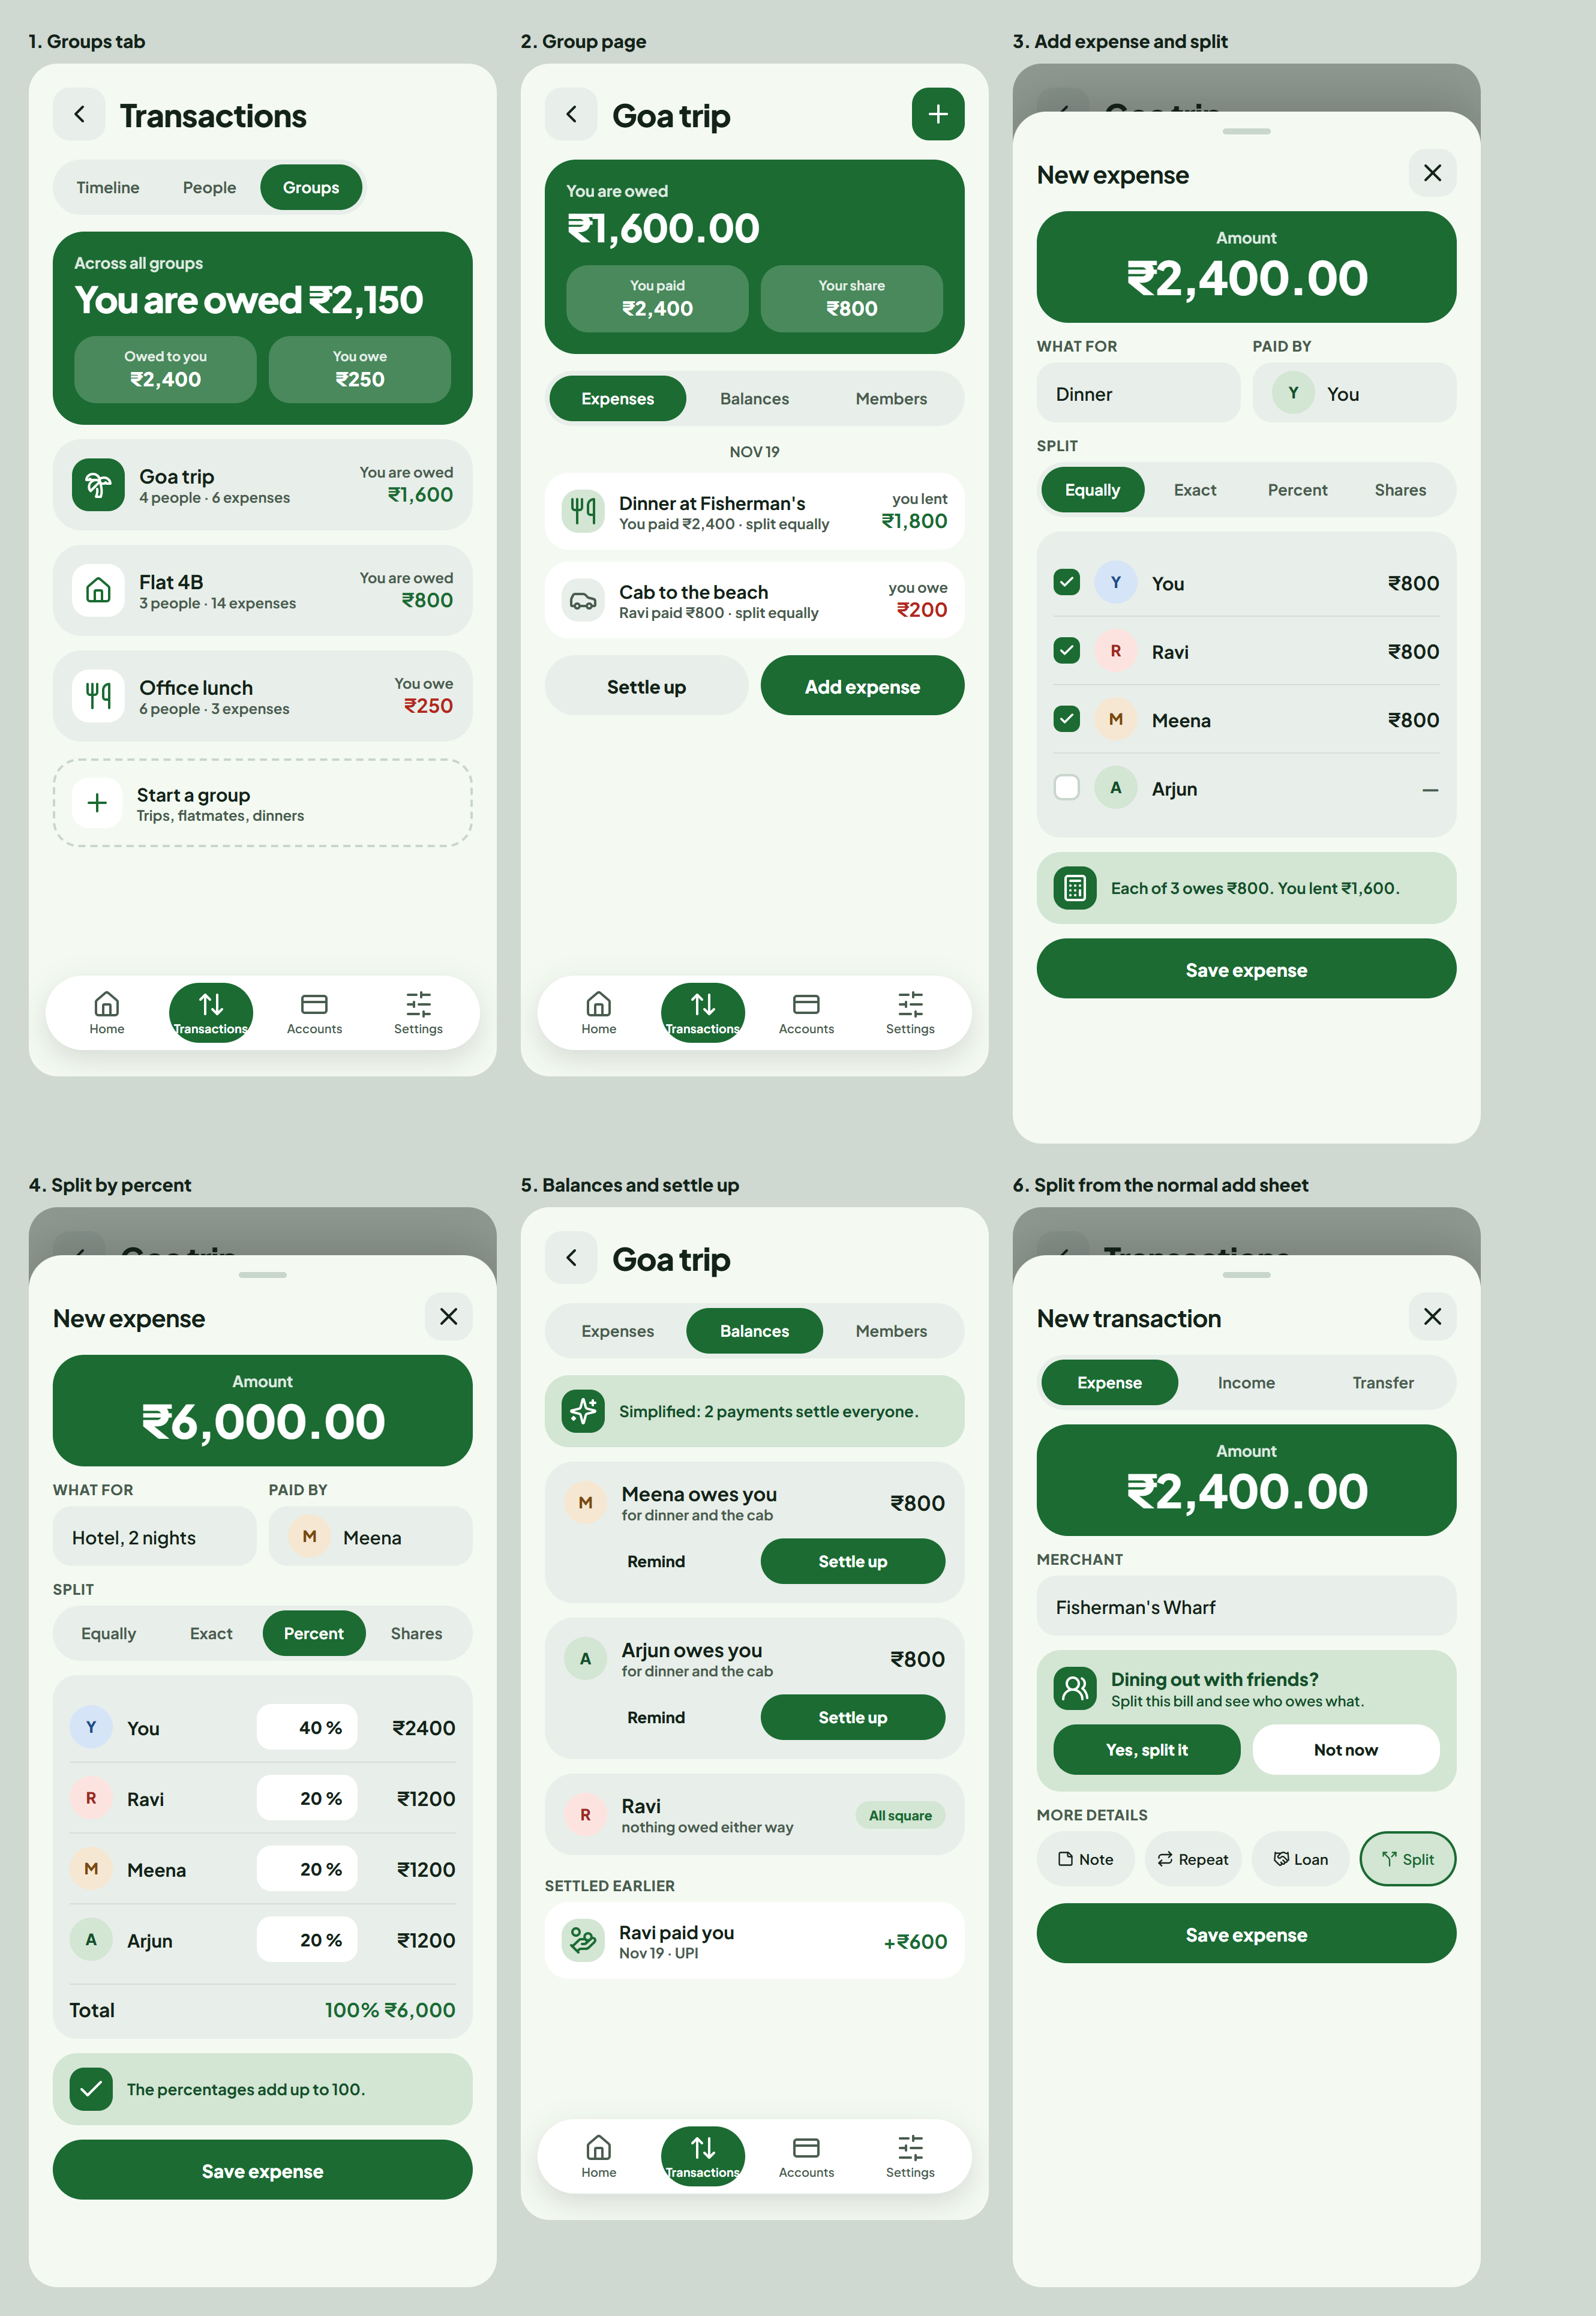 1. Groups tab
Transactions
Timeline People Groups
Across all groups
You are owed ₹2,150
Owed to you
₹2,400
You owe
₹250
Goa trip
4 people · 6 expenses
You are owed
₹1,600
Flat 4B
3 people · 14 expenses
You are owed
₹800
Office lunch
6 people · 3 expenses
You owe
₹250
Start a group
Trips, flatmates, dinners
Home Transactions Accounts Settings
2. Group page
Goa trip
You are owed
₹1,600.00
You paid
₹2,400
Your share
₹800
Expenses Balances Members
NOV 19
Dinner at Fisherman's
You paid ₹2,400 · split equally
you lent
₹1,800
Cab to the beach
Ravi paid ₹800 · split equally
you owe
₹200
Settle up Add expense
Home Transactions Accounts Settings
3. Add expense and split
Goa trip
New expense
Amount
₹2,400.00
WHAT FOR
Dinner
PAID BY
Y You
SPLIT
Equally Exact Percent Shares
Y You ₹800
R Ravi ₹800
M Meena ₹800
A Arjun —
Each of 3 owes ₹800. You lent ₹1,600.
Save expense
4. Split by percent
Goa trip
New expense
Amount
₹6,000.00
WHAT FOR
Hotel, 2 nights
PAID BY
M Meena
SPLIT
Equally Exact Percent Shares
Y You 40 % ₹2400
R Ravi 20 % ₹1200
M Meena 20 % ₹1200
A Arjun 20 % ₹1200
Total 100% ₹6,000
The percentages add up to 100.
Save expense
5. Balances and settle up
Goa trip
Expenses Balances Members
Simplified: 2 payments settle everyone.
M Meena owes you ₹800
for dinner and the cab
Remind Settle up
A Arjun owes you ₹800
for dinner and the cab
Remind Settle up
R Ravi All square
nothing owed either way
SETTLED EARLIER
Ravi paid you +₹600
Nov 19 · UPI
Home Transactions Accounts Settings
6. Split from the normal add sheet
Transactions
New transaction
Expense Income Transfer
Amount
₹2,400.00
MERCHANT
Fisherman's Wharf
Dining out with friends?
Split this bill and see who owes what.
Yes, split it Not now
MORE DETAILS
Note Repeat Loan Split
Save expense